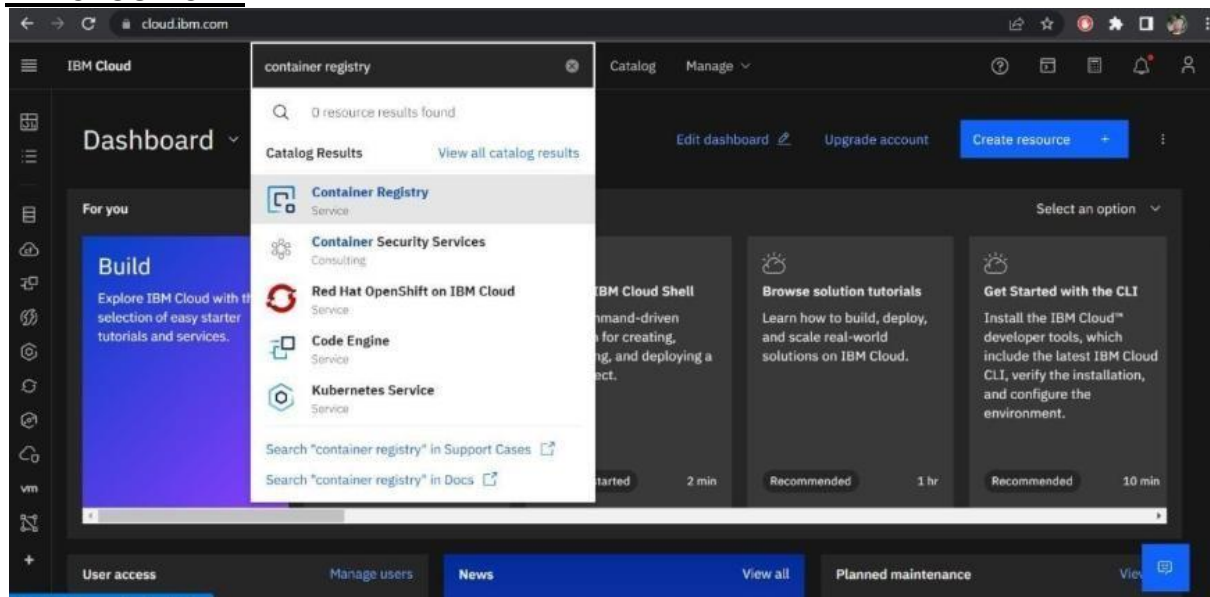 cloud.ibm.com
IBM Cloud
container registry
Catalog
Manage
0 resource results found
Dashboard
Edit dashboard
Upgrade account
Create resource +
Catalog Results
View all catalog results
Container Registry
Service
For you
Select an option
Container Security Services
Consulting
Build
Explore IBM Cloud with
selection of easy starter
tutorials and services.
Red Hat OpenShift on IBM Cloud
Service
Code Engine
Service
Kubernetes Service
Service
Search "container registry" in Support Cases
Search "container registry" in Docs
IBM Cloud Shell
for creating,
and deploying a
2 min
Browse solution tutorials
Learn how to build, deploy,
and scale real-world
solutions on IBM Cloud.
Recommended 1 hr
Get Started with the CLI
Install the IBM Cloud™
developer tools, which
include the latest IBM Cloud
CLI, verify the installation,
and configure the
environment.
Recommended 10 min
vm
User access
Manage users
News
View all
Planned maintenance